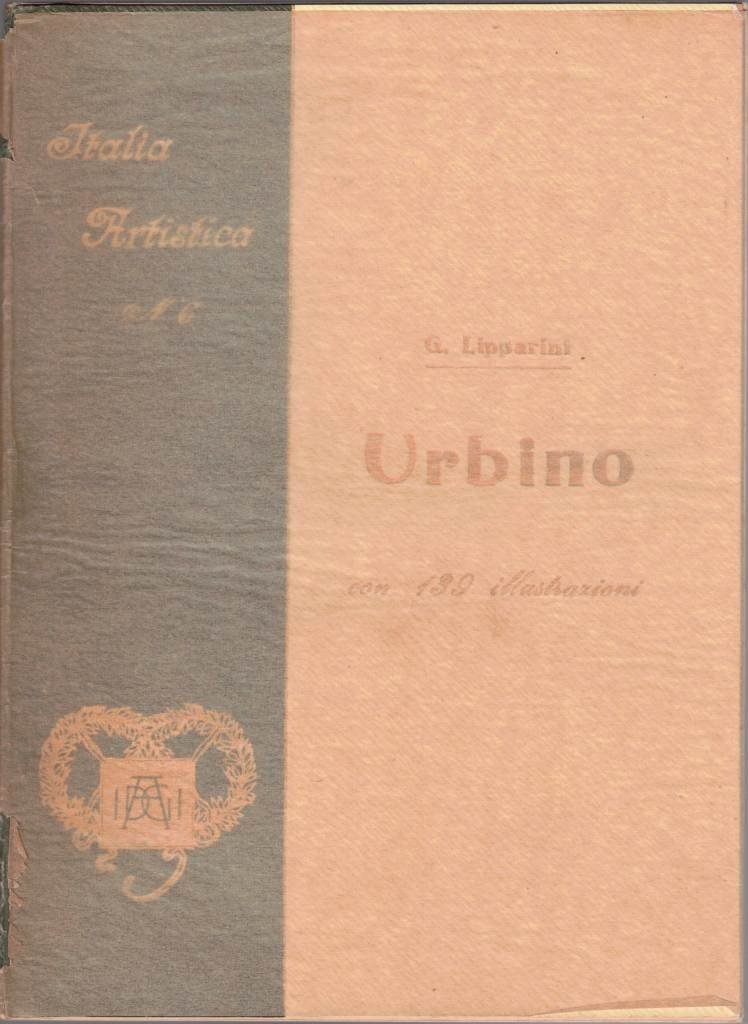 Italia
Artistica
N 6
G. Lipparini
Urbino
con 139 illustrazioni